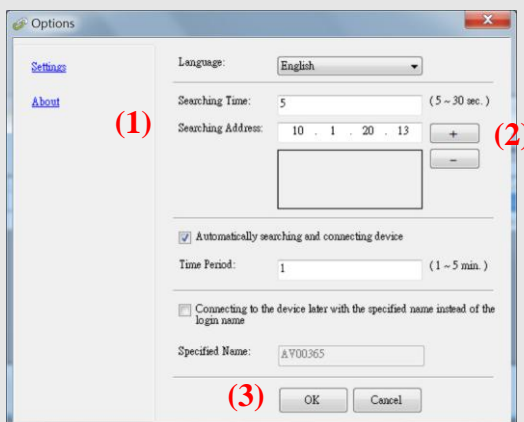 Options
Settings
About
Language: English
(1)
Searching Time: 5 (5 ~ 30 sec.)
Searching Address: 10 . 1 . 20 . 13 +
(2)
-
Automatically searching and connecting device
Time Period: 1 (1 ~ 5 min.)
Connecting to the device later with the specified name instead of the
login name
Specified Name: AV00365
(3) OK Cancel